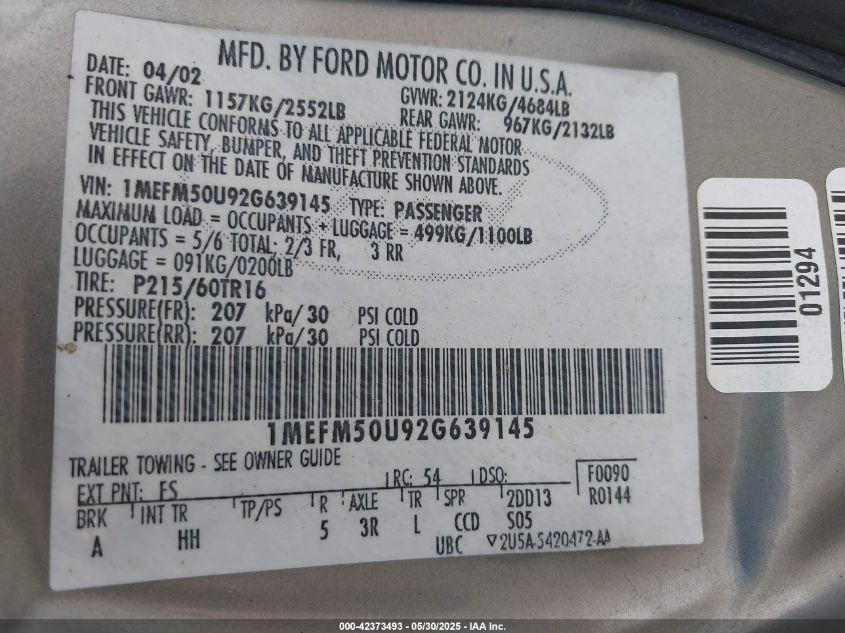 MFD. BY FORD MOTOR CO. IN U.S.A.
DATE: 04/02 GVWR: 2124KG/4684LB
FRONT GAWR: 1157KG/2552LB REAR GAWR: 967KG/2132LB
THIS VEHICLE CONFORMS TO ALL APPLICABLE FEDERAL MOTOR
VEHICLE SAFETY, BUMPER, AND THEFT PREVENTION STANDARDS
IN EFFECT ON THE DATE OF MANUFACTURE SHOWN ABOVE.
VIN: 1MEFM50U92G639145 TYPE: PASSENGER
MAXIMUM LOAD = OCCUPANTS + LUGGAGE = 499KG/1100LB
OCCUPANTS = 5/6 TOTAL: 2/3 FR, 3 RR
LUGGAGE = 091KG/0200LB
TIRE: P215/60TR16
PRESSURE(FR): 207 kPa/ 30 PSI COLD
PRESSURE(RR): 207 kPa/ 30 PSI COLD
1MEFM50U92G639145
TRAILER TOWING - SEE OWNER GUIDE
EXT PNT: FS RC: 54 DSO: F0090
BRK INT TR TP/PS R AXLE TR SPR 2DD13 R0144
A HH 5 3R L CCD S05
UBC ▽2U5A-5420472-AA
01294
000-42373493 - 05/30/2025 - IAA Inc.